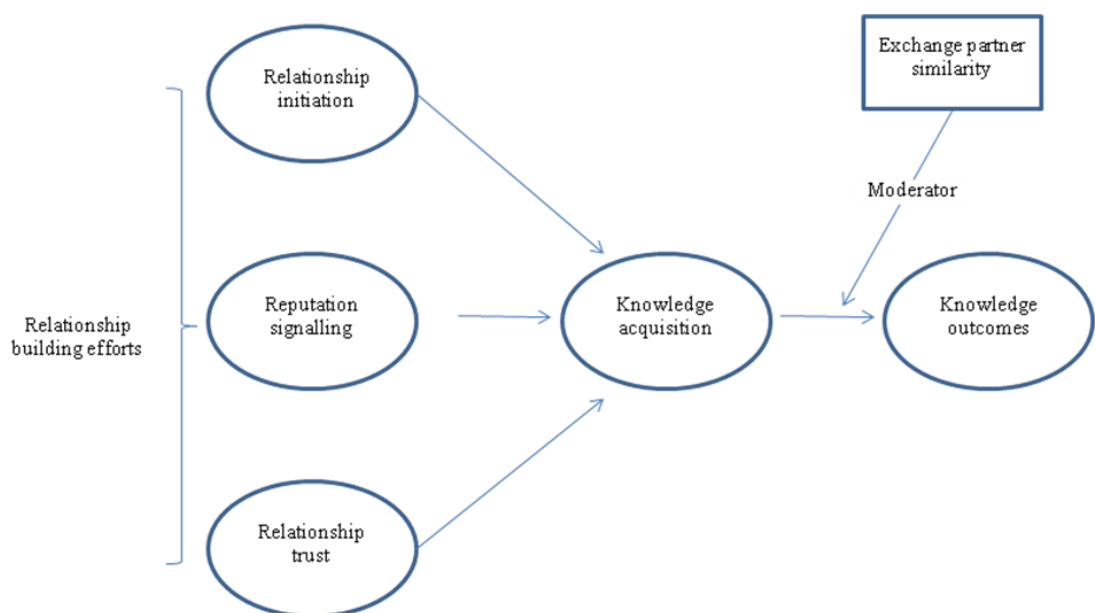 Exchange partner
similarity
Relationship
initiation
Moderator
Reputation
signalling
Knowledge
acquisition
Knowledge
outcomes
Relationship
building efforts
Relationship
trust